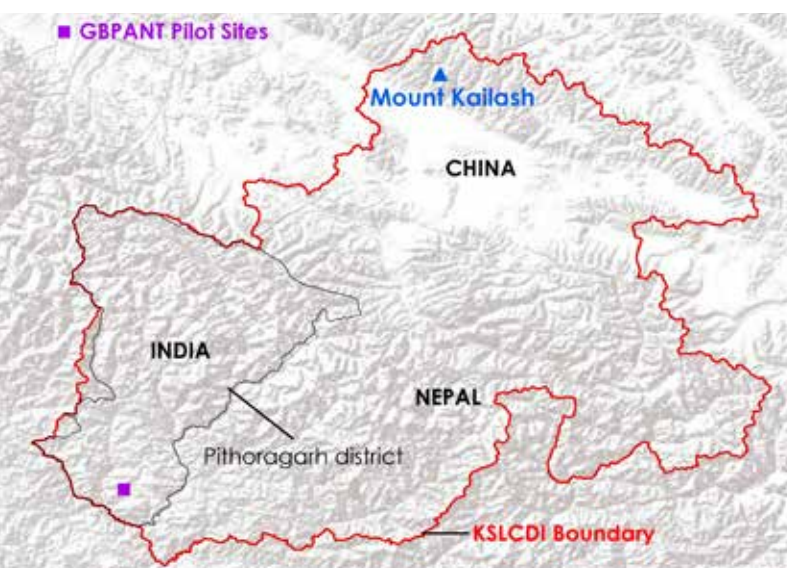 GBPANT Pilot Sites
Mount Kailash
CHINA
INDIA
NEPAL
Pithoragarh district
KSLCDI Boundary